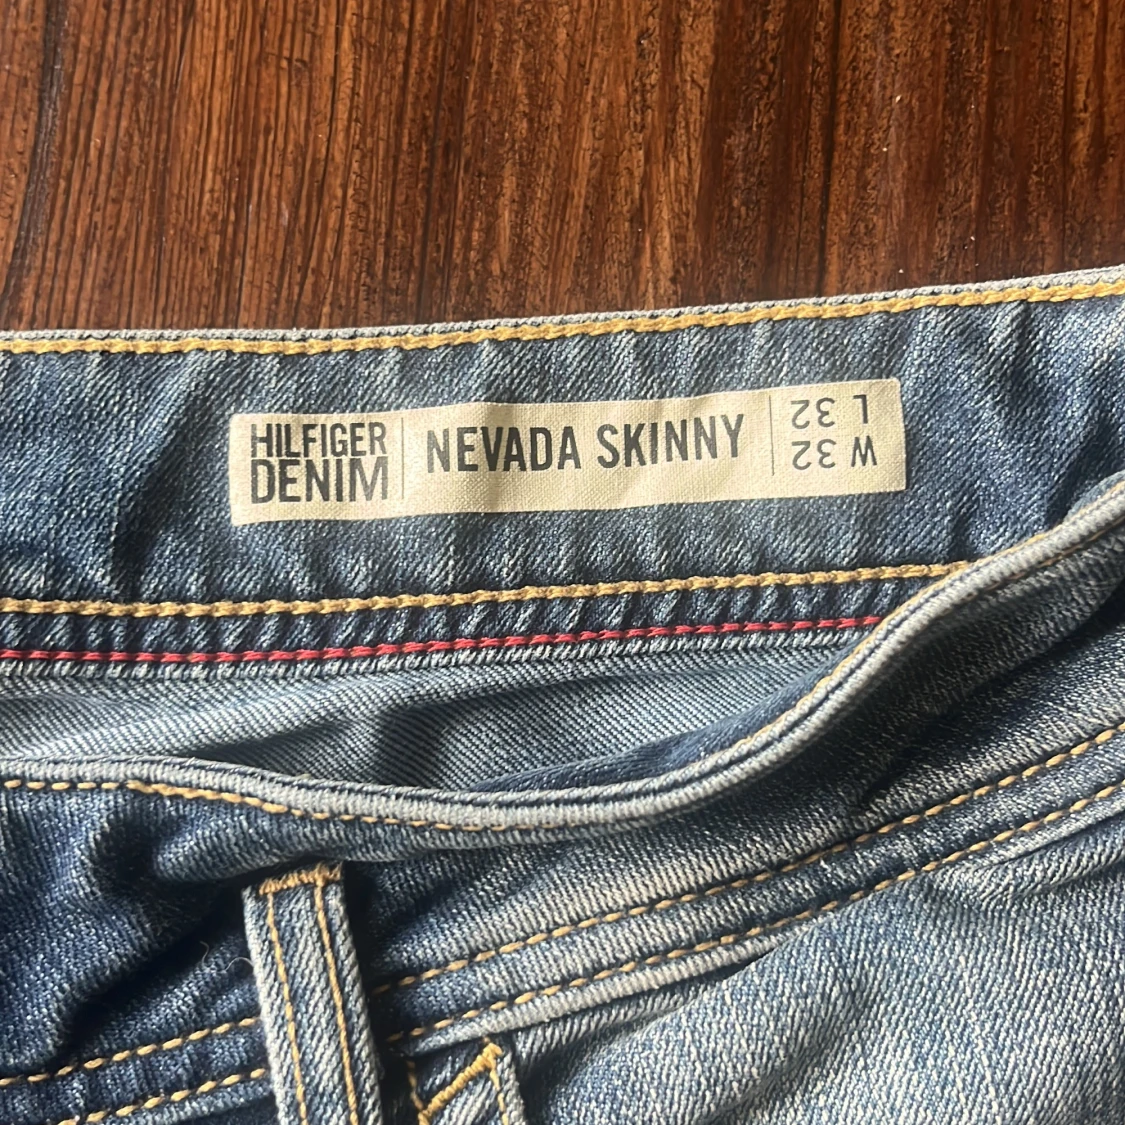 HILFIGER
DENIM
NEVADA SKINNY
W 32
L 32